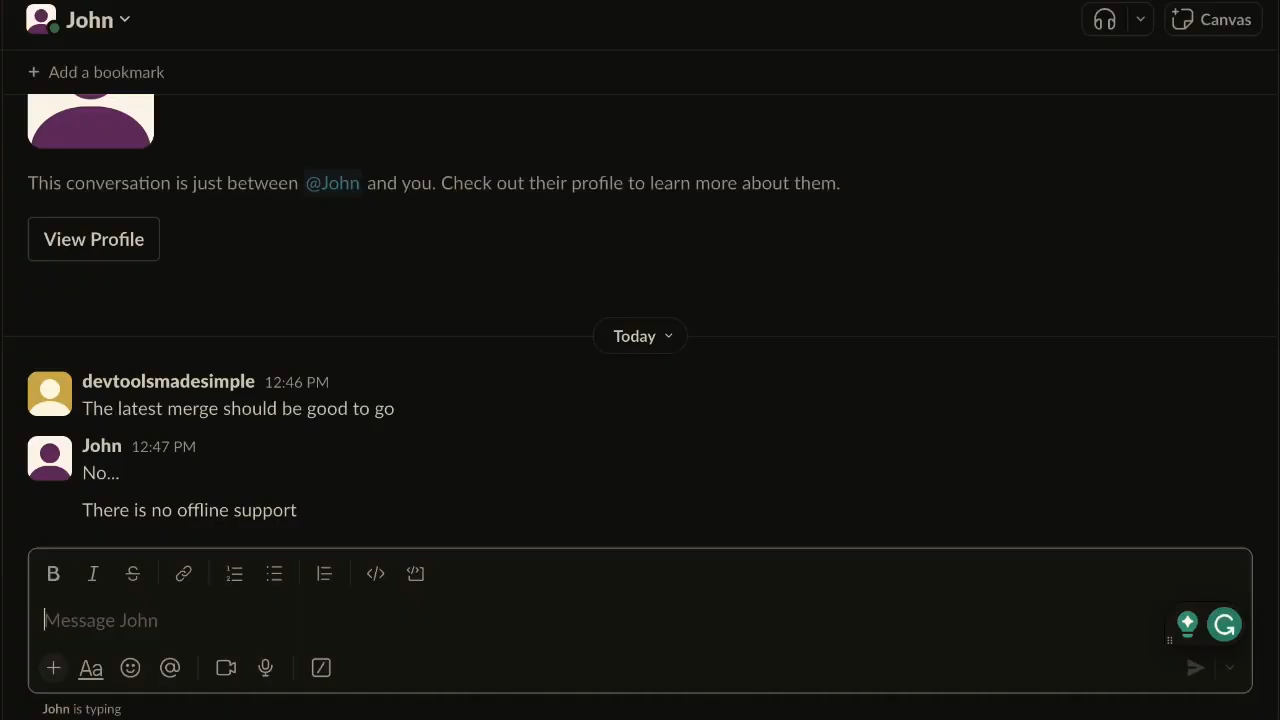 John
Canvas
+ Add a bookmark
This conversation is just between @John and you. Check out their profile to learn more about them.
View Profile
Today
devtoolsmadesimple 12:46 PM
The latest merge should be good to go
John 12:47 PM
No...
There is no offline support
B I S
Message John
+ Aa @
John is typing